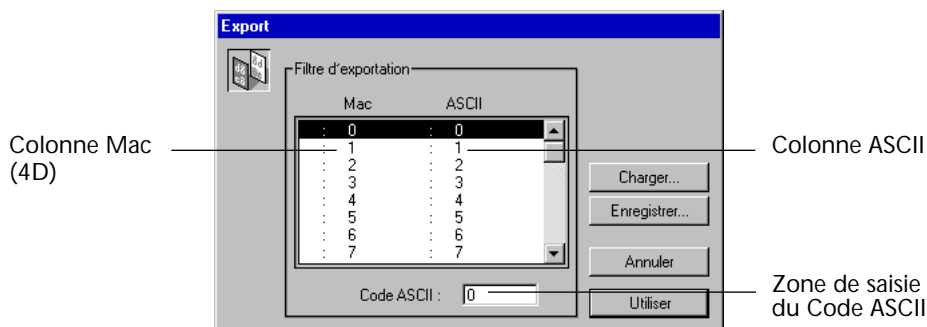 Export
Filtre d'exportation
Mac ASCII
: 0 : 0
: 1 : 1
: 2 : 2
: 3 : 3
: 4 : 4
: 5 : 5
: 6 : 6
: 7 : 7
Code ASCII : 0
Charger...
Enregistrer...
Annuler
Utiliser
Colonne Mac
(4D)
Colonne ASCII
Zone de saisie
du Code ASCII